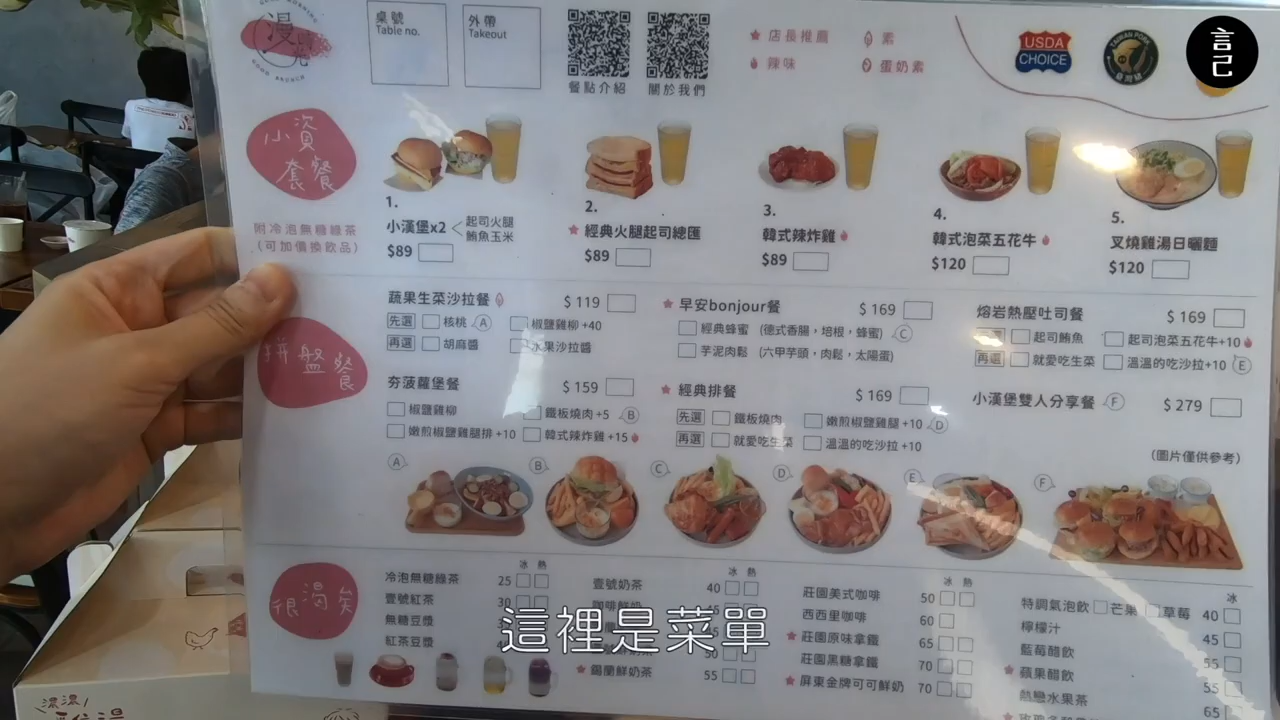 漫
桌號
Table no.
外帶
Takeout
餐點介紹
關於我們
店長推薦
素
辣味
蛋奶素
USDA
CHOICE
言己
小資
套餐
附冷泡無糖綠茶
(可加價換飲品)
1.
小漢堡x2
起司火腿
鮪魚玉米
$89
2.
經典火腿起司總匯
$89
3.
韓式辣炸雞
$89
4.
韓式泡菜五花牛
$120
5.
叉燒雞湯日曬麵
$120
拼盤餐
蔬果生菜沙拉餐
$119
先選 核桃 A 椒鹽雞柳+40
再選 胡麻醬 水果沙拉醬
夯菠蘿堡餐
$159
椒鹽雞柳 鐵板燒肉+5 B
嫩煎椒鹽雞腿排+10 韓式辣炸雞+15
早安bonjour餐
$169
經典蜂蜜 (德式香腸,培根,蜂蜜) C
芋泥肉鬆 (六甲芋頭,肉鬆,太陽蛋)
經典排餐
$169
先選 鐵板燒肉 嫩煎椒鹽雞腿+10 D
再選 就愛吃生菜 溫溫的吃沙拉+10
熔岩熱壓吐司餐
$169
起司鮪魚 起司泡菜五花牛+10
再選 就愛吃生菜 溫溫的吃沙拉+10 E
小漢堡雙人分享餐 F
$279
(圖片僅供參考)
A
B
C
D
E
F
很渴矣
冰 熱
冷泡無糖綠茶 25
壹號紅茶 30
無糖豆漿
紅茶豆漿
冰 熱
壹號奶茶 40
錫蘭鮮奶茶 55
冰 熱
莊園美式咖啡 50
西西里咖啡 60
莊園原味拿鐵 65
莊園黑糖拿鐵 70
屏東金牌可可鮮奶 70
冰
特調氣泡飲 芒果 草莓 40
檸檬汁 45
藍莓醋飲 55
蘋果醋飲 55
熱戀水果茶 65
這裡是菜單
濃濃